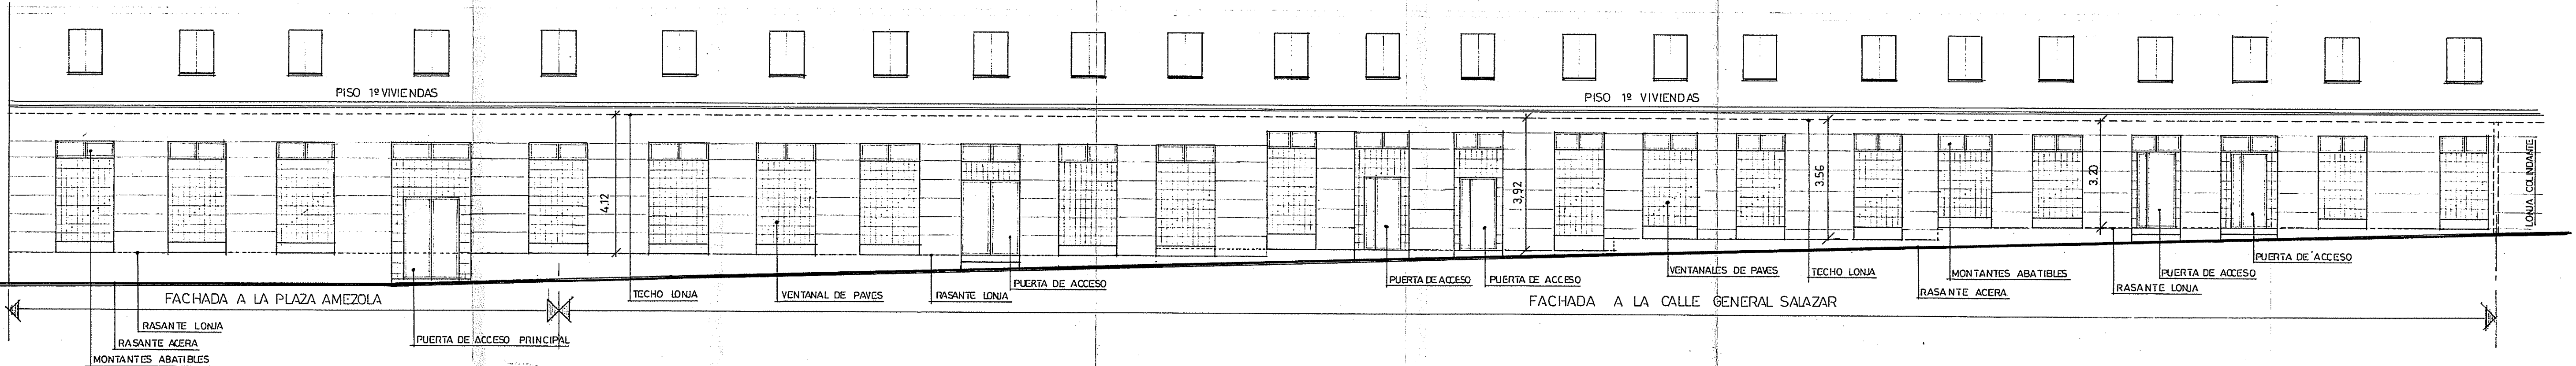 PISO 1º VIVIENDAS
PISO 1º VIVIENDAS
4.12
3,92
3.56
3.20
LONJA COLINDANTE
FACHADA A LA PLAZA AMEZOLA
RASANTE LONJA
RASANTE ACERA
MONTANTES ABATIBLES
PUERTA DE ACCESO PRINCIPAL
TECHO LONJA
VENTANAL DE PAVES
RASANTE LONJA
PUERTA DE ACCESO
PUERTA DE ACCESO
PUERTA DE ACCESO
FACHADA A LA CALLE GENERAL SALAZAR
VENTANALES DE PAVES
TECHO LONJA
RASANTE ACERA
MONTANTES ABATIBLES
RASANTE LONJA
PUERTA DE ACCESO
PUERTA DE ACCESO